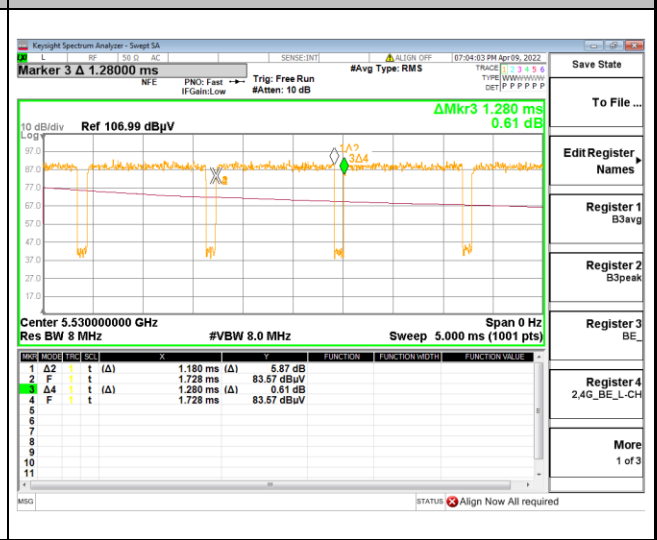 Keysight Spectrum Analyzer - Swept SA
L RF 50 Ω AC SENSE:INT ALIGN OFF 07:04:03 PM Apr 09, 2022
Marker 3 Δ 1.28000 ms
NFE
PNO: Fast
IFGain:Low
Trig: Free Run
#Atten: 10 dB
#Avg Type: RMS
TRACE 1 2 3 4 5 6
TYPE
DET P P P P P P
ΔMkr3 1.280 ms
0.61 dB
10 dB/div Ref 106.99 dBµV
Log
97.0
87.0
77.0
67.0
57.0
47.0
37.0
27.0
17.0
1Δ2
3Δ4
Center 5.530000000 GHz
Res BW 8 MHz
#VBW 8.0 MHz
Span 0 Hz
Sweep 5.000 ms (1001 pts)
MKR MODE TRC SCL X Y FUNCTION FUNCTION WIDTH FUNCTION VALUE
1 Δ2 1 t (Δ) 1.180 ms (Δ) 5.87 dB
2 F 1 t 1.728 ms 83.57 dBµV
3 Δ4 1 t (Δ) 1.280 ms (Δ) 0.61 dB
4 F 1 t 1.728 ms 83.57 dBµV
5
6
7
8
9
10
11
MSG
STATUS Align Now All required
Save State
To File ...
Edit Register
Names
Register 1
B3avg
Register 2
B3peak
Register 3
BE_
Register 4
2,4G_BE_L-CH
More
1 of 3